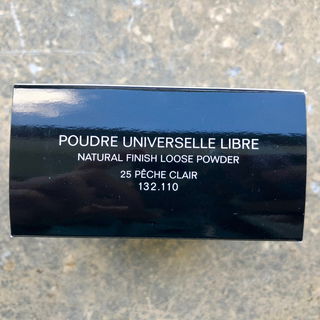 POUDRE UNIVERSELLE LIBRE
NATURAL FINISH LOOSE POWDER
25 PÊCHE CLAIR
132.110